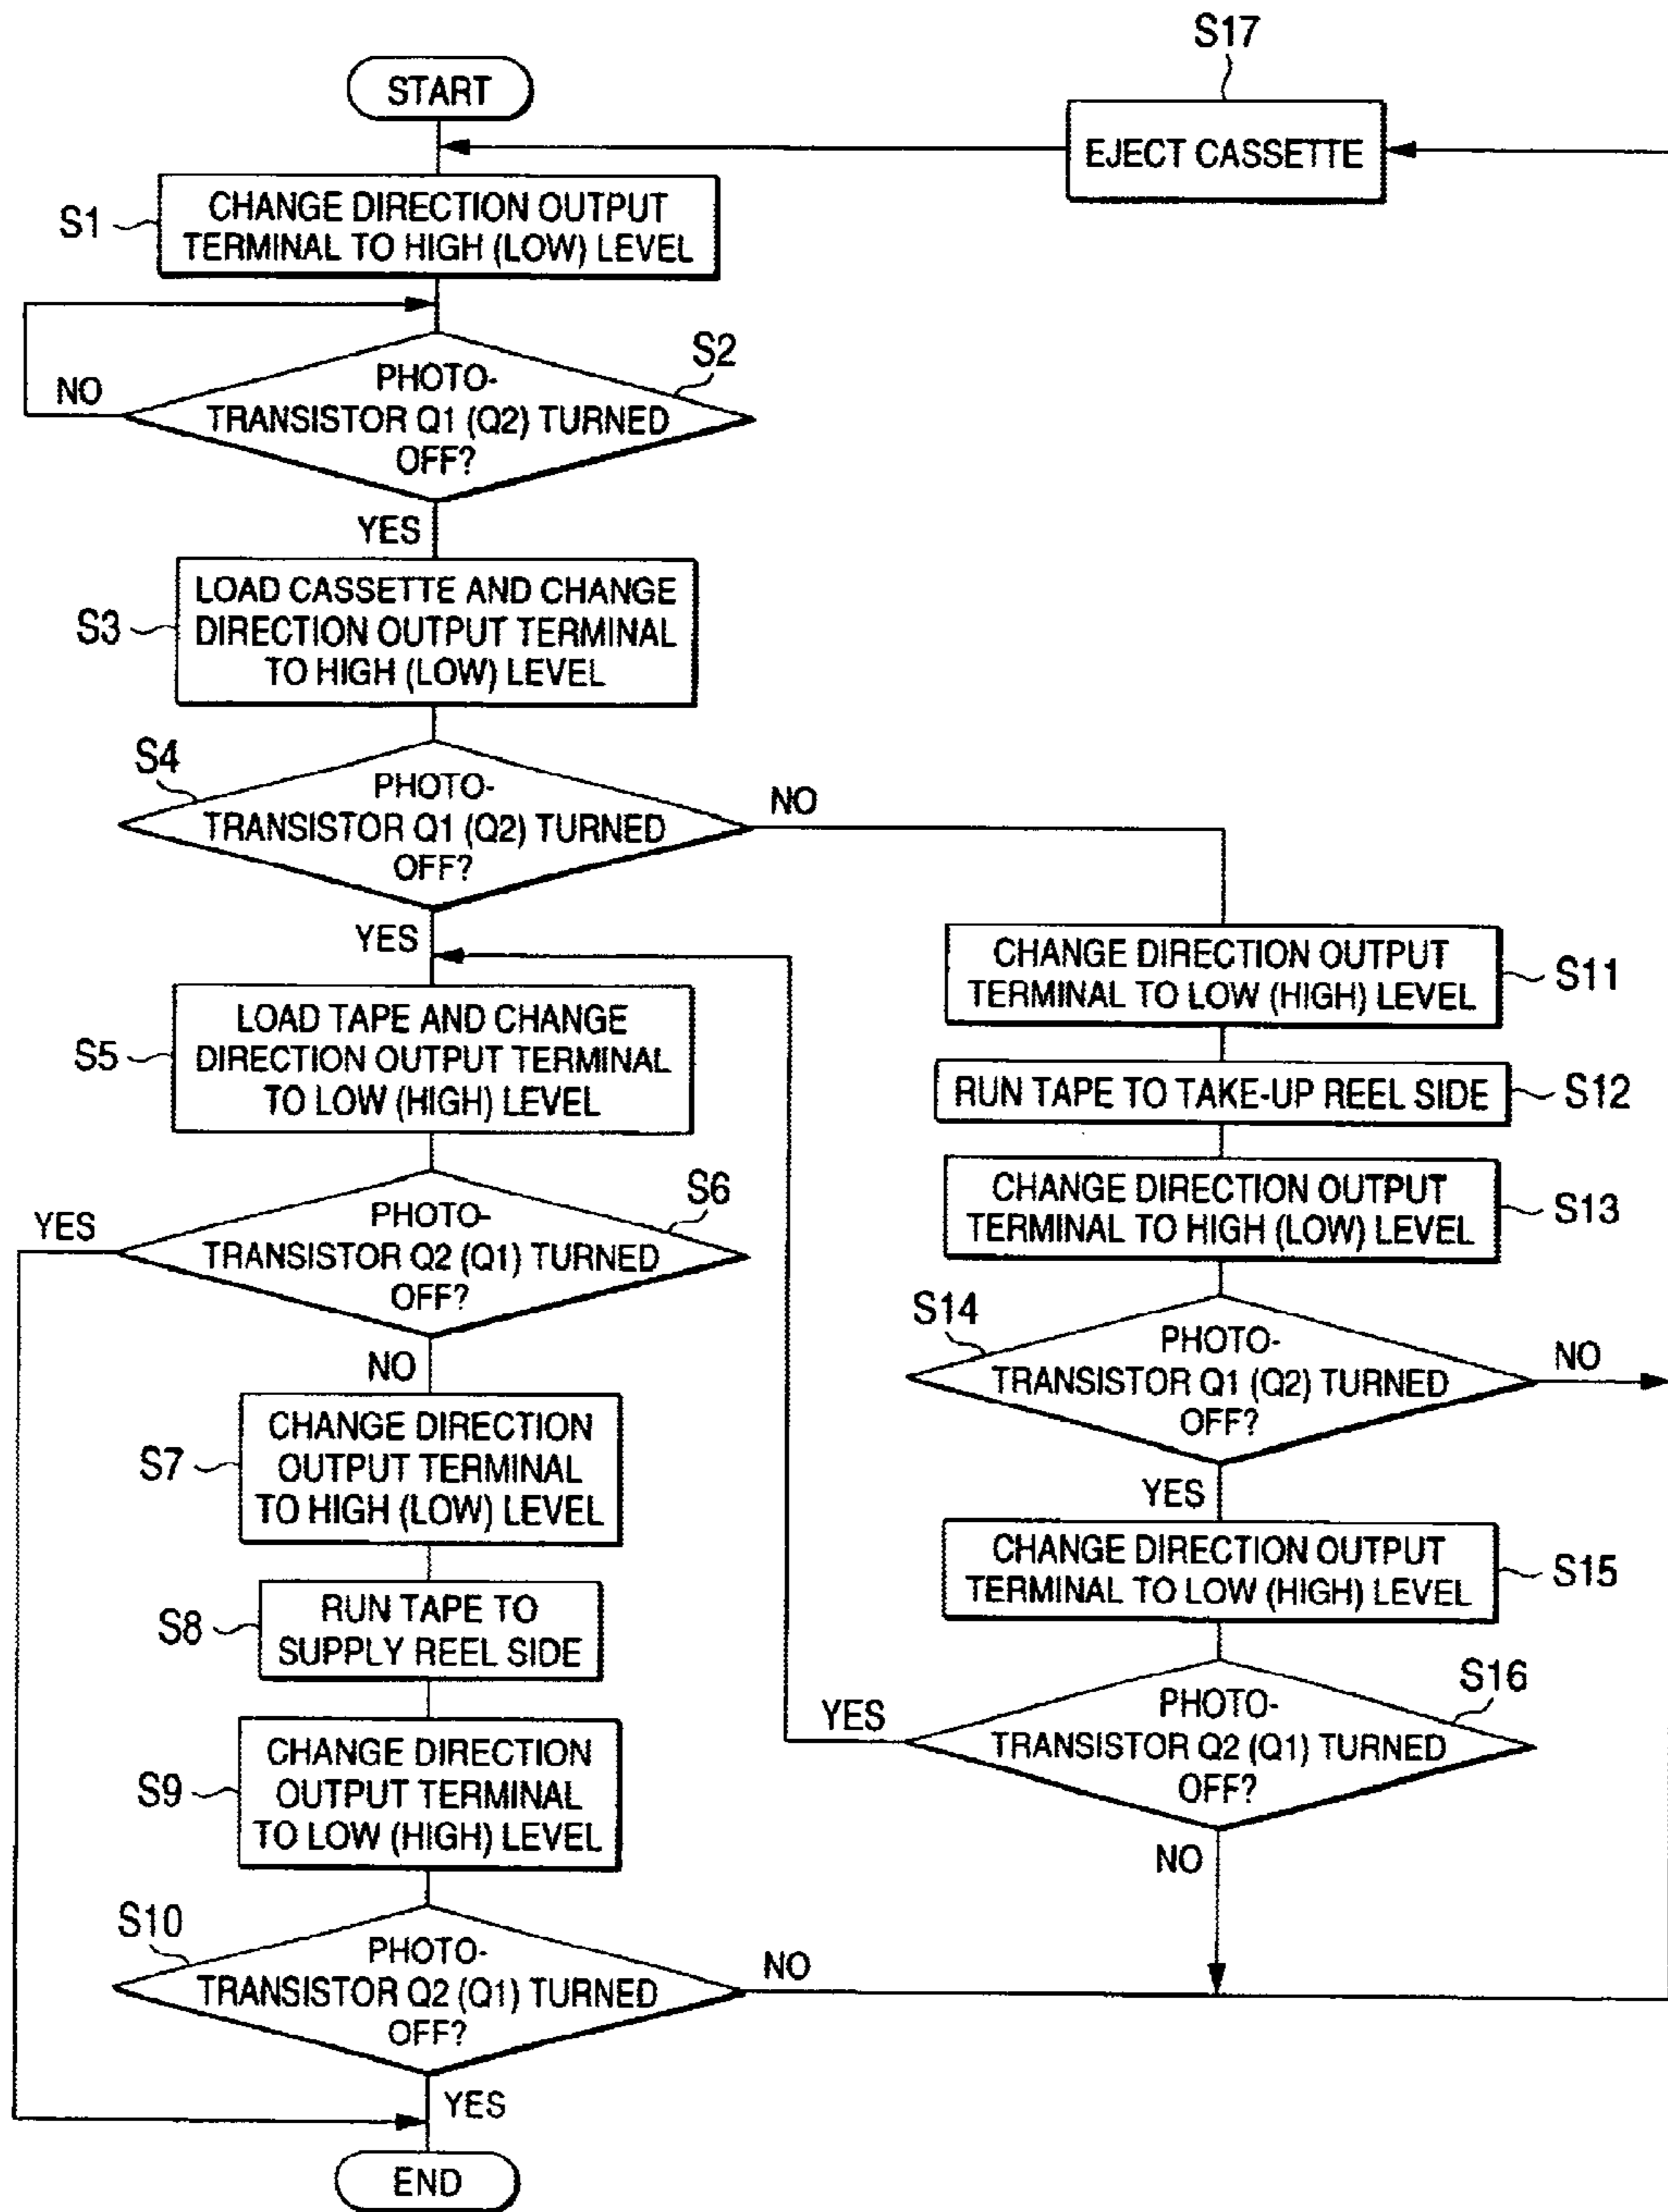 START
S17
EJECT CASSETTE
S1
CHANGE DIRECTION OUTPUT
TERMINAL TO HIGH (LOW) LEVEL
S2
PHOTO-
TRANSISTOR Q1 (Q2) TURNED
OFF?
NO
YES
S3
LOAD CASSETTE AND CHANGE
DIRECTION OUTPUT TERMINAL
TO HIGH (LOW) LEVEL
S4
PHOTO-
TRANSISTOR Q1 (Q2) TURNED
OFF?
NO
YES
S5
LOAD TAPE AND CHANGE
DIRECTION OUTPUT TERMINAL
TO LOW (HIGH) LEVEL
S6
YES
PHOTO-
TRANSISTOR Q2 (Q1) TURNED
OFF?
NO
S7
CHANGE DIRECTION
OUTPUT TERMINAL
TO HIGH (LOW) LEVEL
S8
RUN TAPE TO
SUPPLY REEL SIDE
S9
CHANGE DIRECTION
OUTPUT TERMINAL
TO LOW (HIGH) LEVEL
S10
PHOTO-
TRANSISTOR Q2 (Q1) TURNED
OFF?
NO
YES
END
CHANGE DIRECTION OUTPUT
TERMINAL TO LOW (HIGH) LEVEL
S11
RUN TAPE TO TAKE-UP REEL SIDE
S12
CHANGE DIRECTION OUTPUT
TERMINAL TO HIGH (LOW) LEVEL
S13
S14
PHOTO-
TRANSISTOR Q1 (Q2) TURNED
OFF?
NO
YES
CHANGE DIRECTION OUTPUT
TERMINAL TO LOW (HIGH) LEVEL
S15
S16
YES
PHOTO-
TRANSISTOR Q2 (Q1) TURNED
OFF?
NO